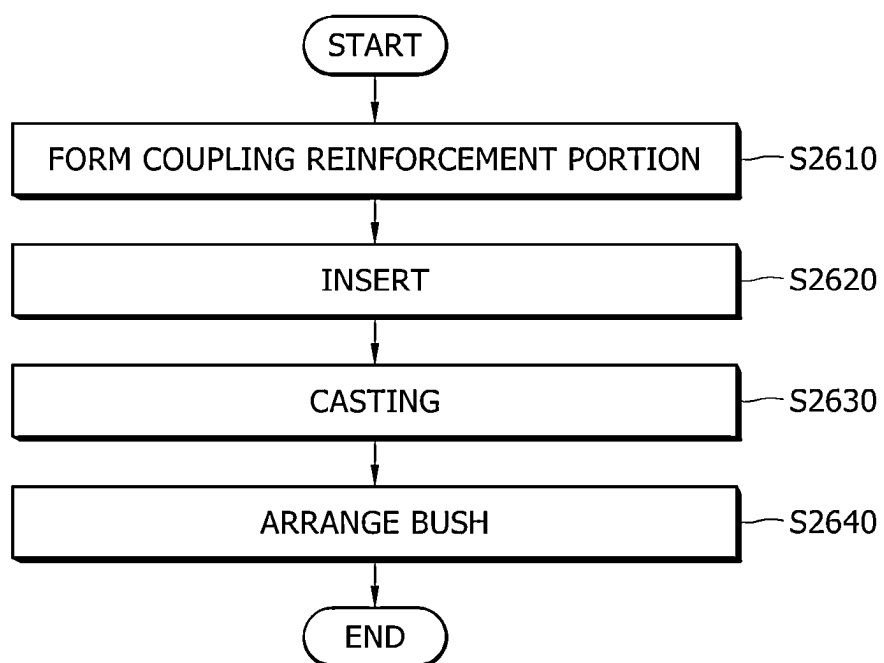 START
FORM COUPLING REINFORCEMENT PORTION
S2610
INSERT
S2620
CASTING
S2630
ARRANGE BUSH
S2640
END